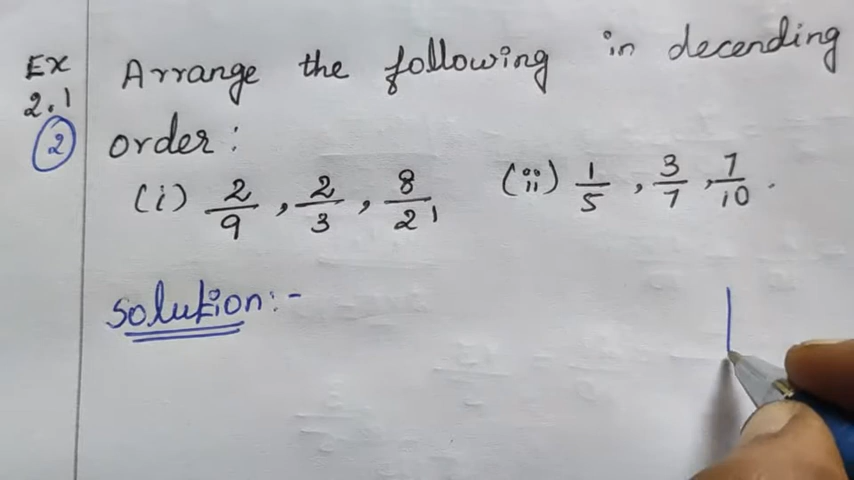 Ex Arrange the following in decending
2.1
② order:
(i) 2/9, 2/3, 8/21 (ii) 1/5, 3/7, 7/10.
Solution:-